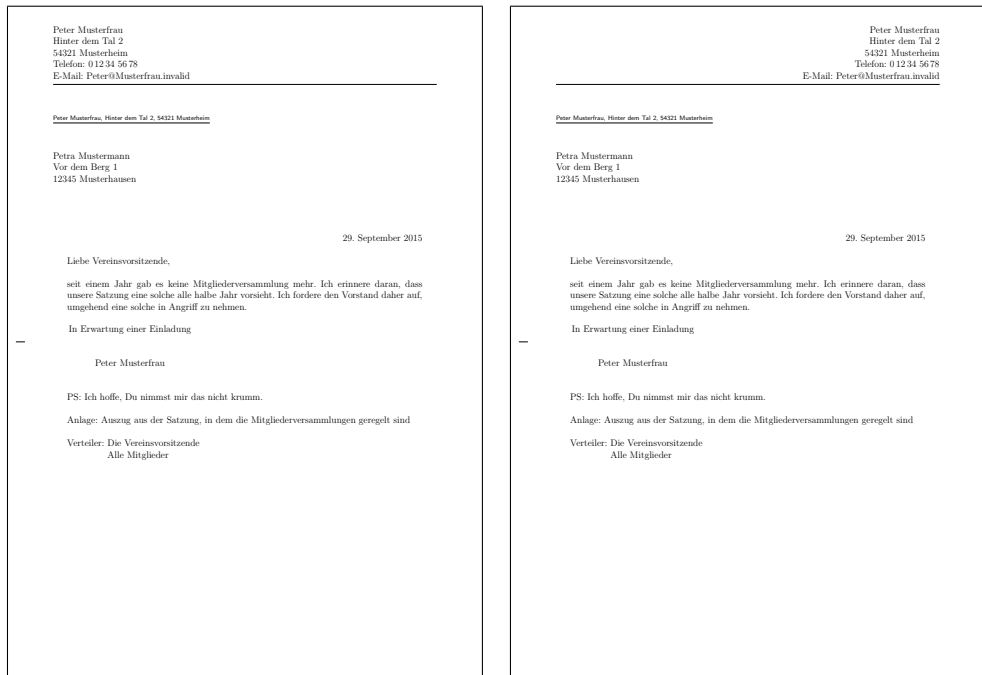 Peter Musterfrau
Hinter dem Tal 2
54321 Musterheim
Telefon: 0 12 34 56 78
E-Mail: Peter@Musterfrau.invalid
Peter Musterfrau, Hinter dem Tal 2, 54321 Musterheim
Petra Mustermann
Vor dem Berg 1
12345 Musterhausen
29. September 2015
Liebe Vereinsvorsitzende,
seit einem Jahr gab es keine Mitgliederversammlung mehr. Ich erinnere daran, dass
unsere Satzung eine solche alle halbe Jahr vorsieht. Ich fordere den Vorstand daher auf,
umgehend eine solche in Angriff zu nehmen.
In Erwartung einer Einladung
Peter Musterfrau
PS: Ich hoffe, Du nimmst mir das nicht krumm.
Anlage: Auszug aus der Satzung, in dem die Mitgliederversammlungen geregelt sind
Verteiler: Die Vereinsvorsitzende
Alle Mitglieder
Peter Musterfrau
Hinter dem Tal 2
54321 Musterheim
Telefon: 0 12 34 56 78
E-Mail: Peter@Musterfrau.invalid
Peter Musterfrau, Hinter dem Tal 2, 54321 Musterheim
Petra Mustermann
Vor dem Berg 1
12345 Musterhausen
29. September 2015
Liebe Vereinsvorsitzende,
seit einem Jahr gab es keine Mitgliederversammlung mehr. Ich erinnere daran, dass
unsere Satzung eine solche alle halbe Jahr vorsieht. Ich fordere den Vorstand daher auf,
umgehend eine solche in Angriff zu nehmen.
In Erwartung einer Einladung
Peter Musterfrau
PS: Ich hoffe, Du nimmst mir das nicht krumm.
Anlage: Auszug aus der Satzung, in dem die Mitgliederversammlungen geregelt sind
Verteiler: Die Vereinsvorsitzende
Alle Mitglieder